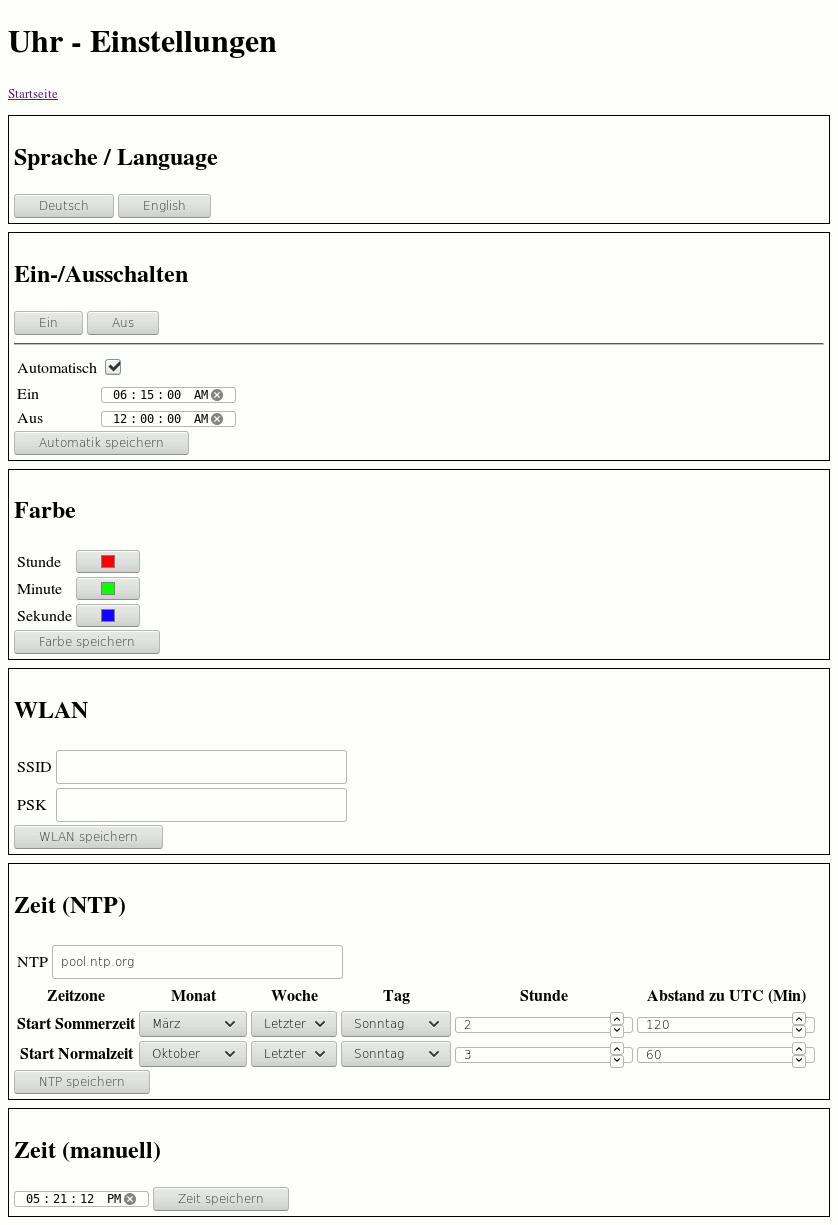 Uhr - Einstellungen
Startseite
Sprache / Language
Deutsch English
Ein-/Ausschalten
Ein Aus
Automatisch
Ein 06:15:00 AM
Aus 12:00:00 AM
Automatik speichern
Farbe
Stunde
Minute
Sekunde
Farbe speichern
WLAN
SSID
PSK
WLAN speichern
Zeit (NTP)
NTP pool.ntp.org
Zeitzone Monat Woche Tag Stunde Abstand zu UTC (Min)
Start Sommerzeit März Letzter Sonntag 2 120
Start Normalzeit Oktober Letzter Sonntag 3 60
NTP speichern
Zeit (manuell)
05:21:12 PM Zeit speichern